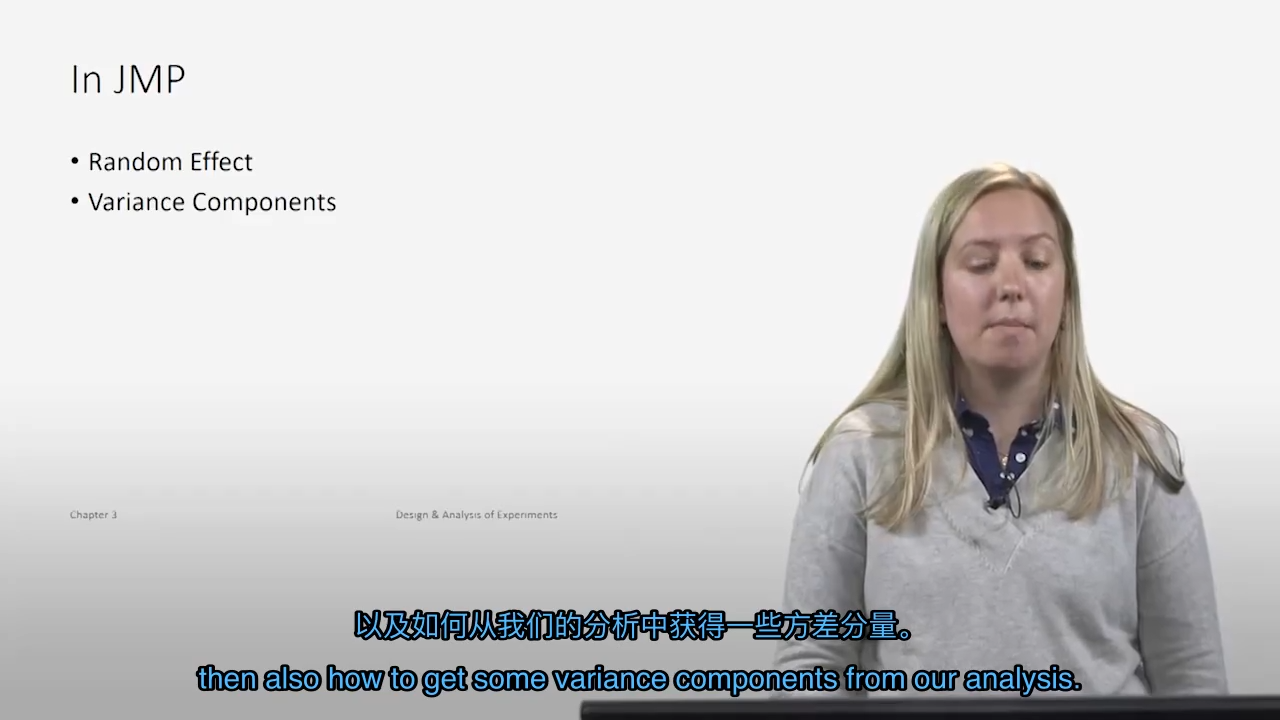 In JMP
• Random Effect
• Variance Components
Chapter 3
Design & Analysis of Experiments
以及如何从我们的分析中获得一些方差分量。
then also how to get some variance components from our analysis.